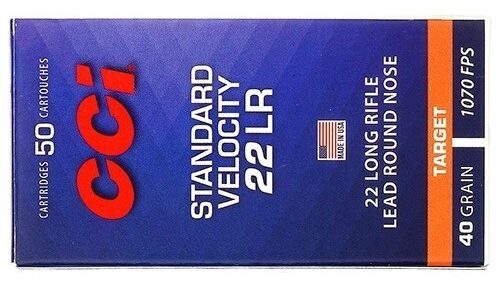 CARTRIDGES 50 CARTOUCHES
CCI
STANDARD
VELOCITY
22 LR
MADE IN USA
22 LONG RIFLE
LEAD ROUND NOSE
TARGET
40 GRAIN
1070 FPS